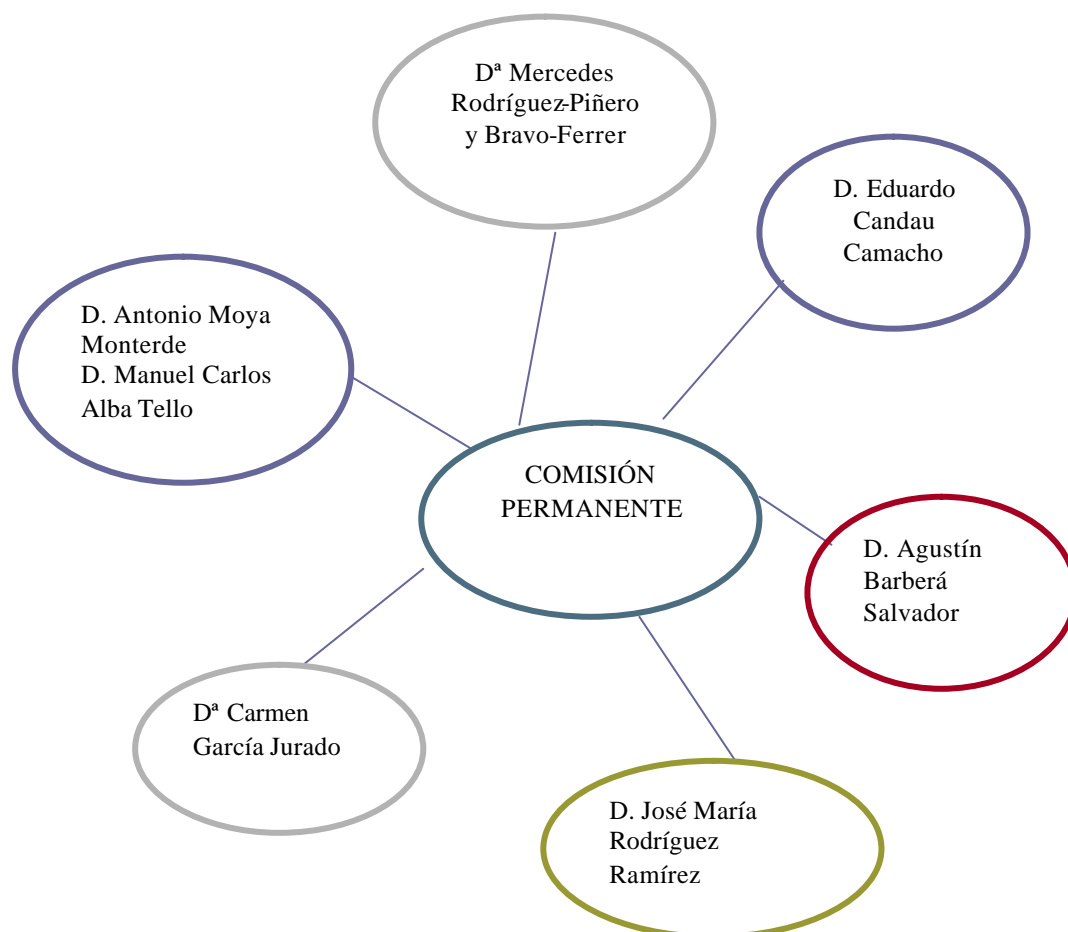 Dª Mercedes
Rodríguez-Piñero
y Bravo-Ferrer
D. Eduardo
Candau
Camacho
D. Antonio Moya
Monterde
D. Manuel Carlos
Alba Tello
COMISIÓN
PERMANENTE
D. Agustín
Barberá
Salvador
Dª Carmen
García Jurado
D. José María
Rodríguez
Ramírez